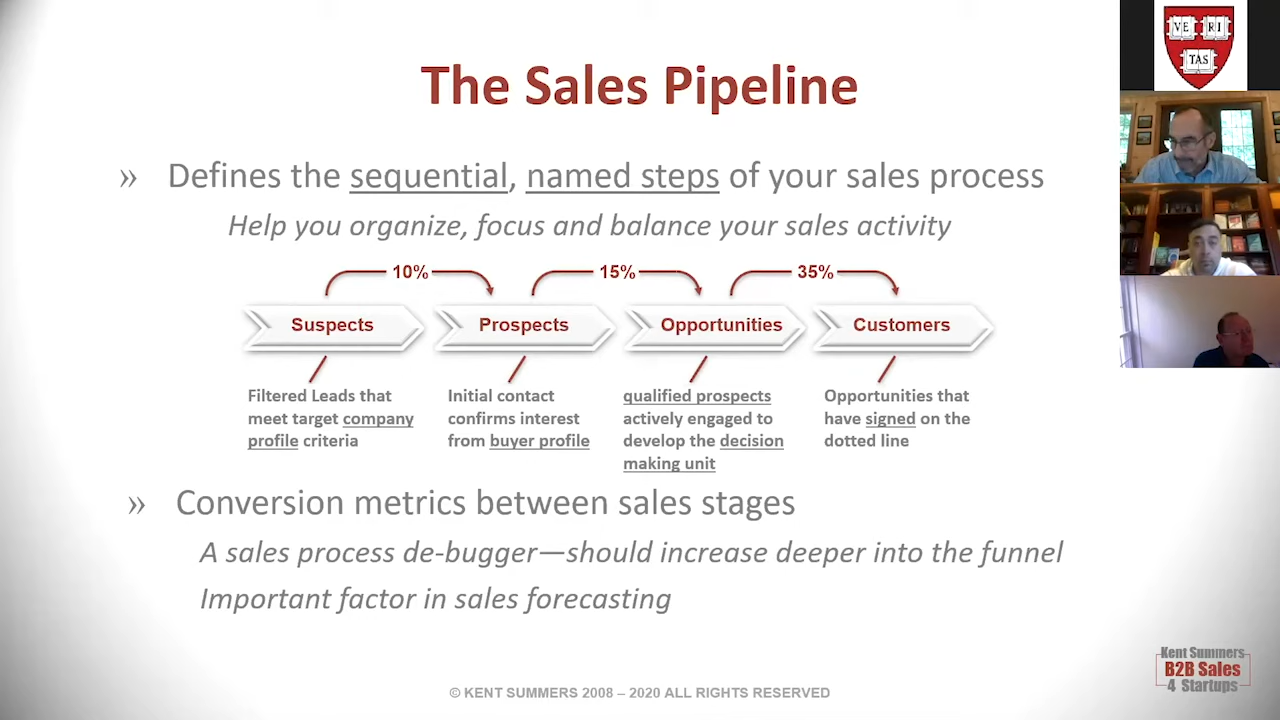 The Sales Pipeline
» Defines the sequential, named steps of your sales process
Help you organize, focus and balance your sales activity
10%
15%
35%
Suspects
Prospects
Opportunities
Customers
Filtered Leads that
meet target company
profile criteria
Initial contact
confirms interest
from buyer profile
qualified prospects
actively engaged to
develop the decision
making unit
Opportunities that
have signed on the
dotted line
» Conversion metrics between sales stages
A sales process de-bugger—should increase deeper into the funnel
Important factor in sales forecasting
© KENT SUMMERS 2008 – 2020 ALL RIGHTS RESERVED
VE RI
TAS
Kent Summers
B2B Sales
4 Startups